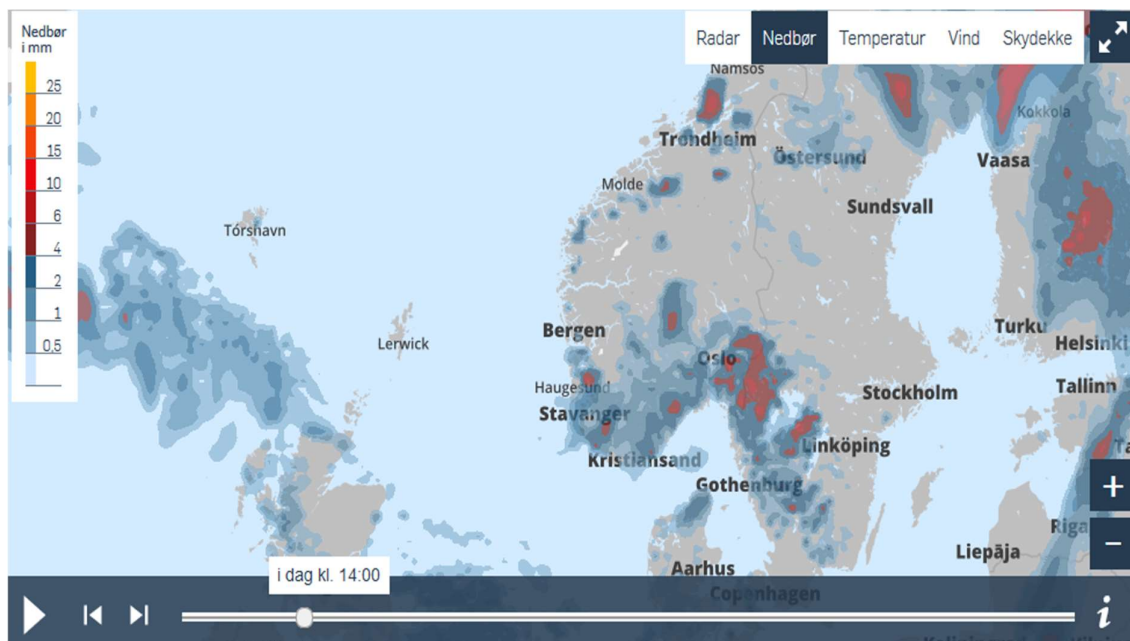 Nedbør
i mm
25
20
15
10
6
4
2
1
0,5
Radar
Nedbør
Temperatur
Vind
Skydekke
Namsos
Trondheim
Östersund
Kokkola
Vaasa
Molde
Sundsvall
Tórshavn
Bergen
Lerwick
Oslo
Turku
Helsinki
Haugesund
Stockholm
Tallinn
Stavanger
Linköping
Kristiansand
Gothenburg
Riga
Liepāja
Aarhus
Copenhagen
i dag kl. 14:00